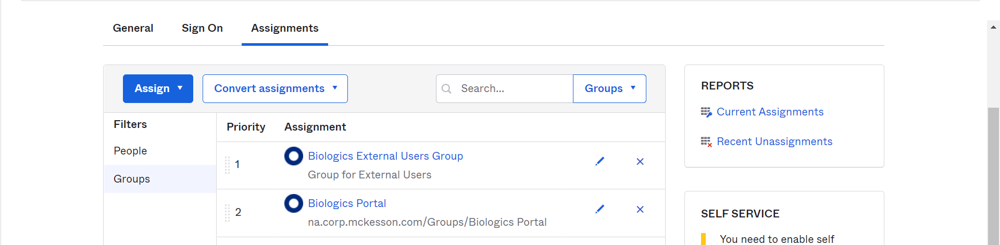 General Sign On Assignments
Assign Convert assignments Search... Groups
Filters
People
Groups
Priority Assignment
1 Biologics External Users Group
Group for External Users
2 Biologics Portal
na.corp.mckesson.com/Groups/Biologics Portal
REPORTS
Current Assignments
Recent Unassignments
SELF SERVICE
You need to enable self